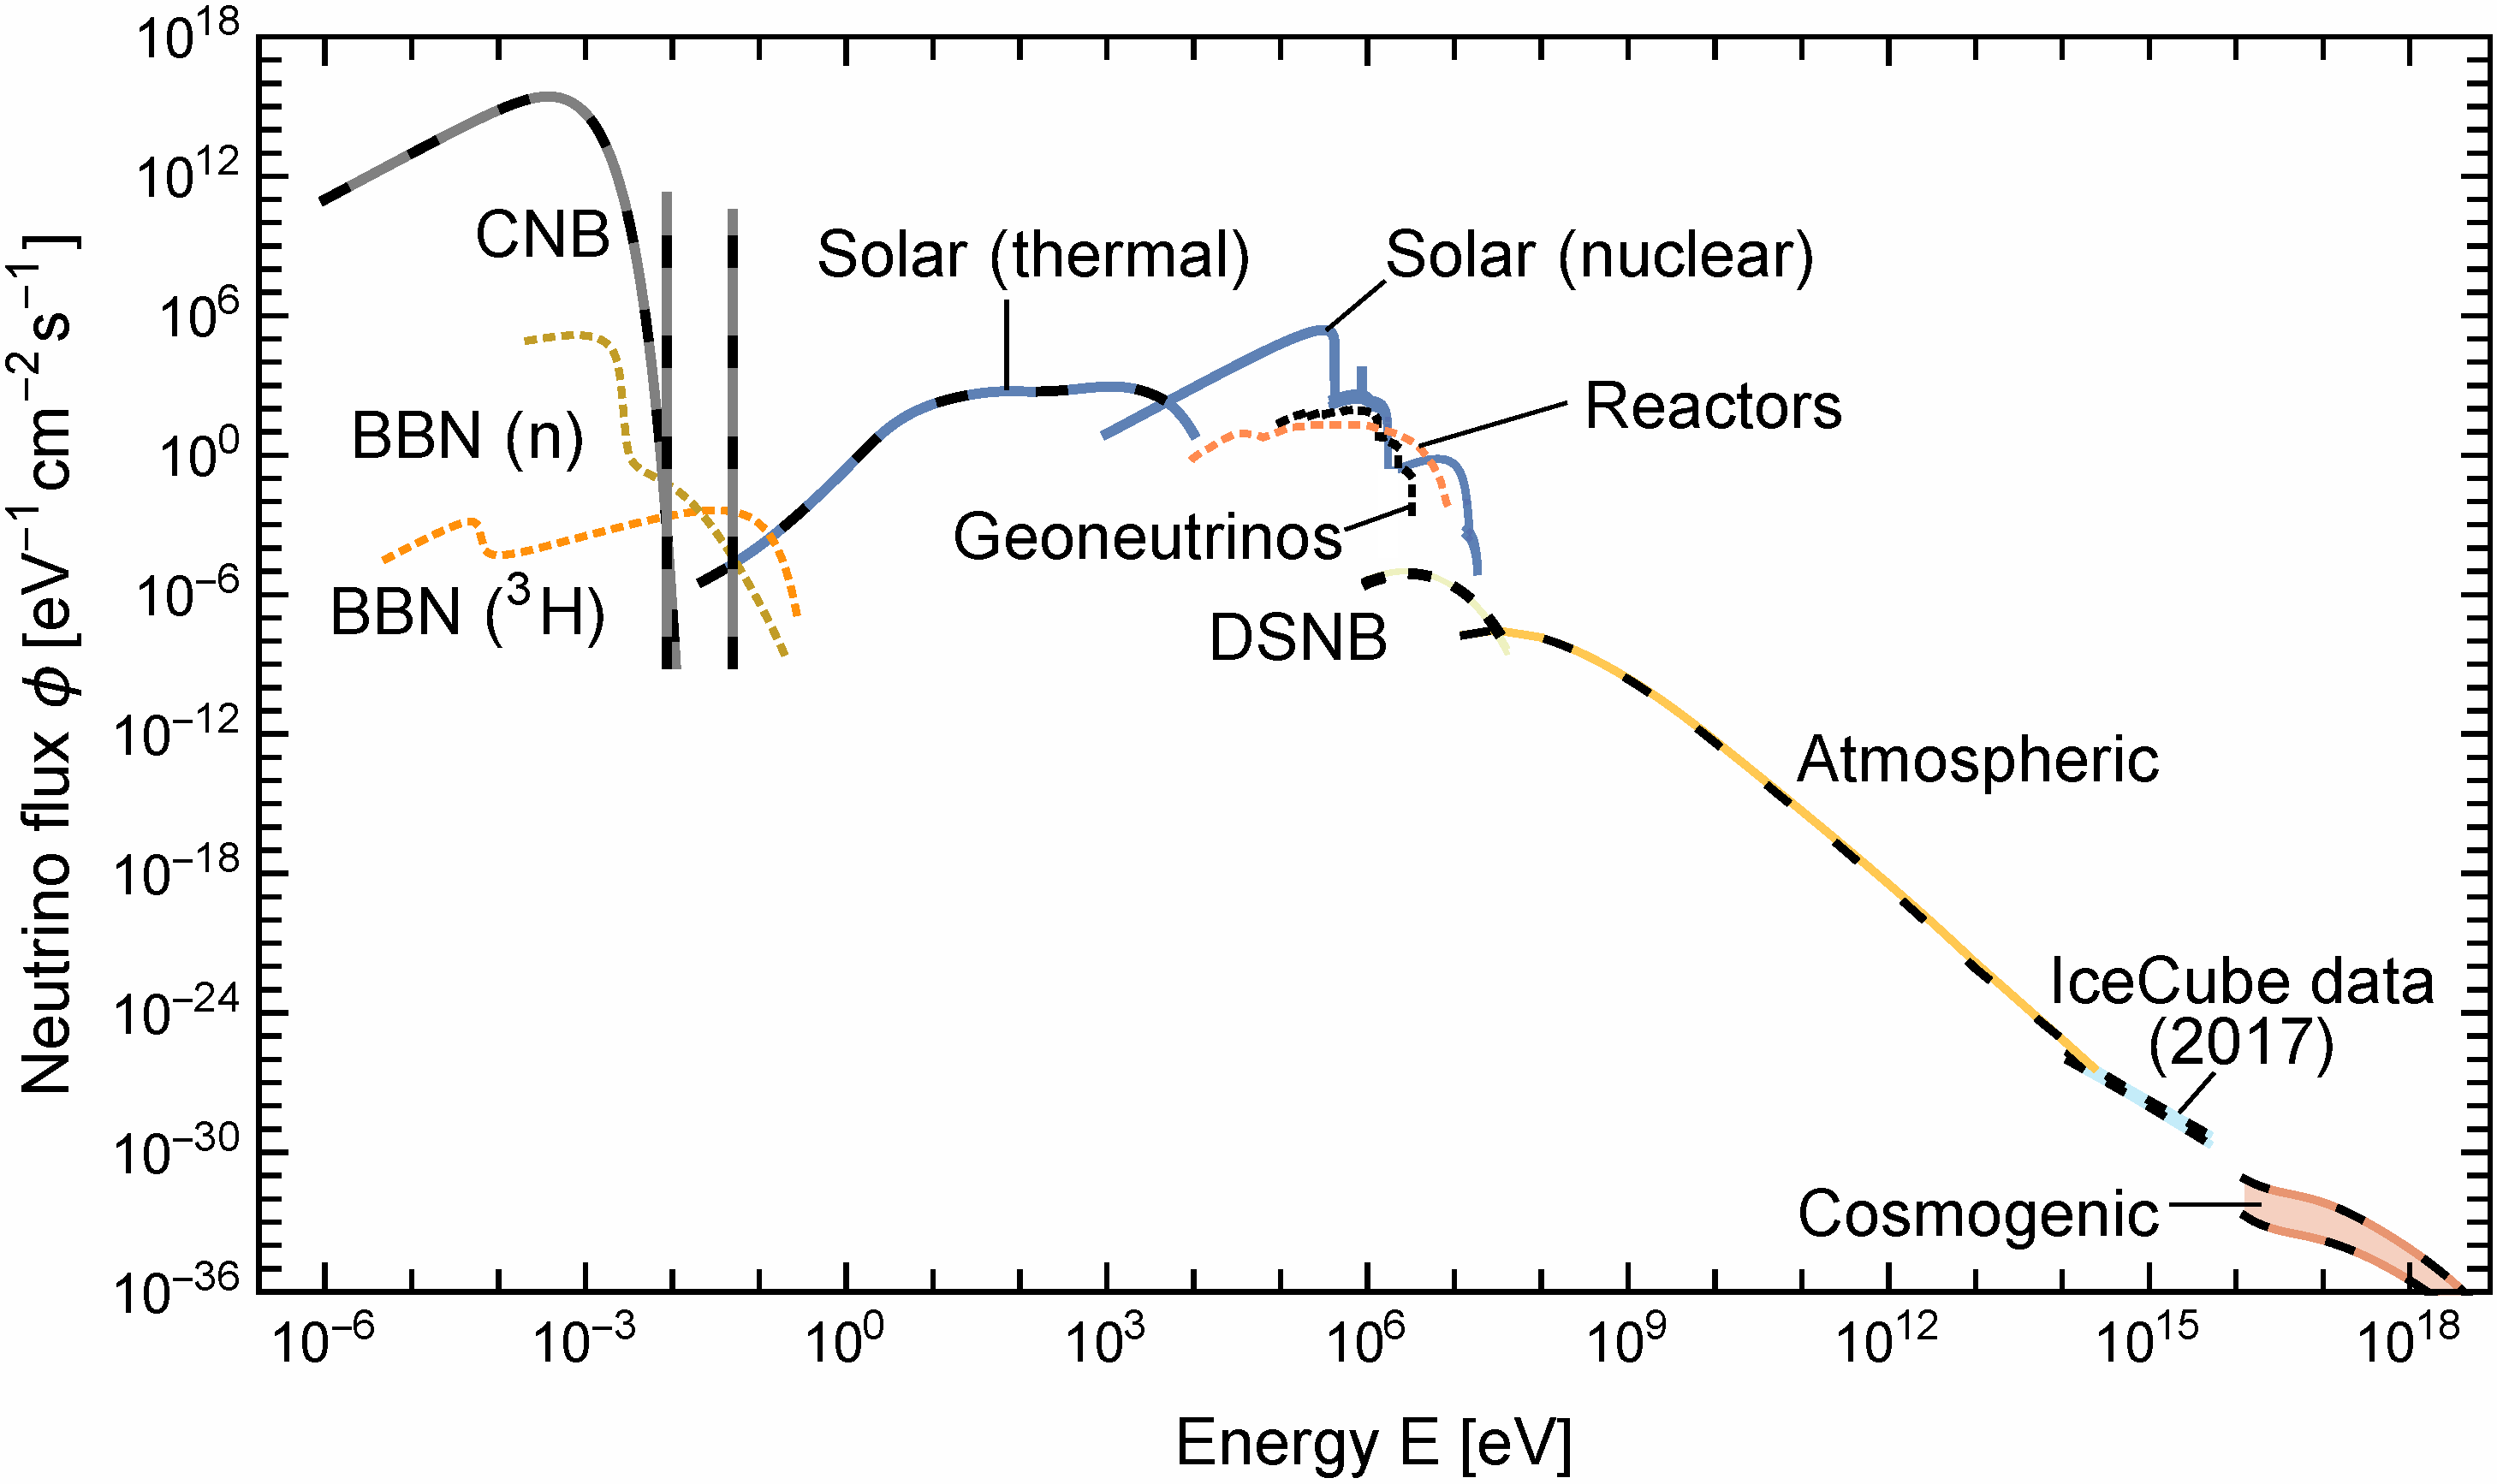 10^18
10^12
10^6
10^0
10^−6
10^−12
10^−18
10^−24
10^−30
10^−36
Neutrino flux ϕ [eV^−1 cm^−2 s^−1]
CNB
Solar (thermal)
Solar (nuclear)
BBN (n)
Reactors
Geoneutrinos
BBN (^3H)
DSNB
Atmospheric
IceCube data
(2017)
Cosmogenic
10^−6 10^−3 10^0 10^3 10^6 10^9 10^12 10^15 10^18
Energy E [eV]